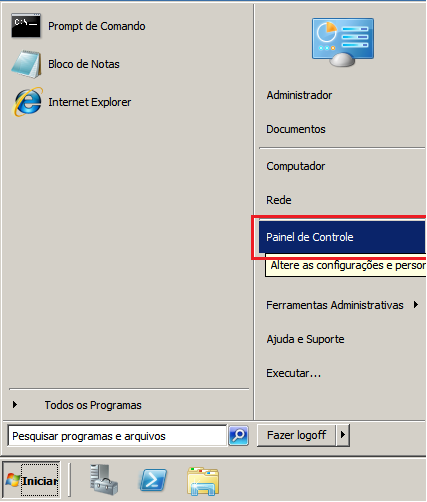 Prompt de Comando
Bloco de Notas
Internet Explorer
Administrador
Documentos
Computador
Rede
Painel de Controle
Altere as configurações e
Ferramentas Administrativas
Ajuda e Suporte
Executar...
Todos os Programas
Pesquisar programas e arquivos
Fazer logoff
Iniciar